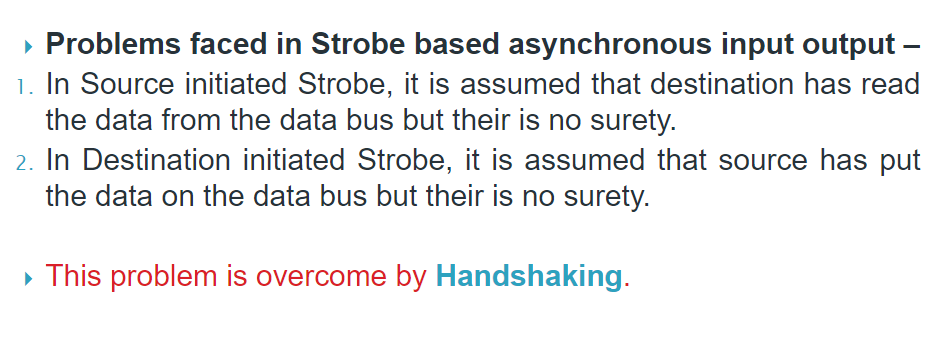 Problems faced in Strobe based asynchronous input output –
1. In Source initiated Strobe, it is assumed that destination has read
the data from the data bus but their is no surety.
2. In Destination initiated Strobe, it is assumed that source has put
the data on the data bus but their is no surety.
This problem is overcome by Handshaking.